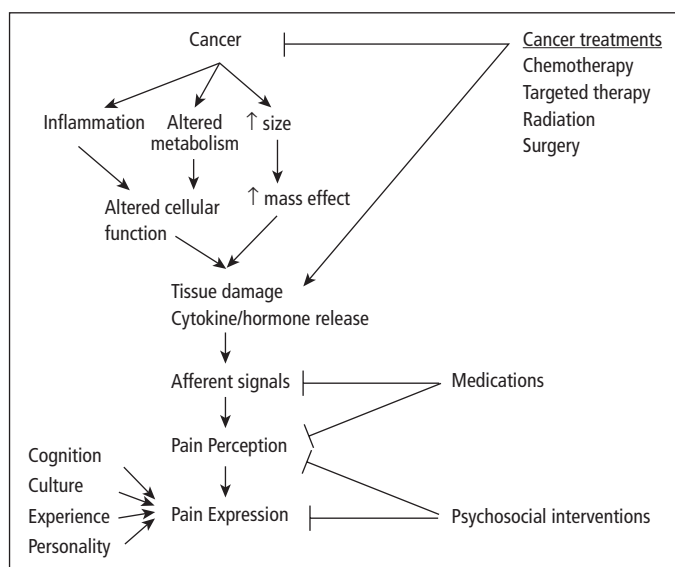 Cancer
Cancer treatments
Chemotherapy
Targeted therapy
Radiation
Surgery
Inflammation
Altered
metabolism
↑ size
Altered cellular
function
↑ mass effect
Tissue damage
Cytokine/hormone release
Afferent signals
Medications
Pain Perception
Cognition
Culture
Experience
Personality
Pain Expression
Psychosocial interventions